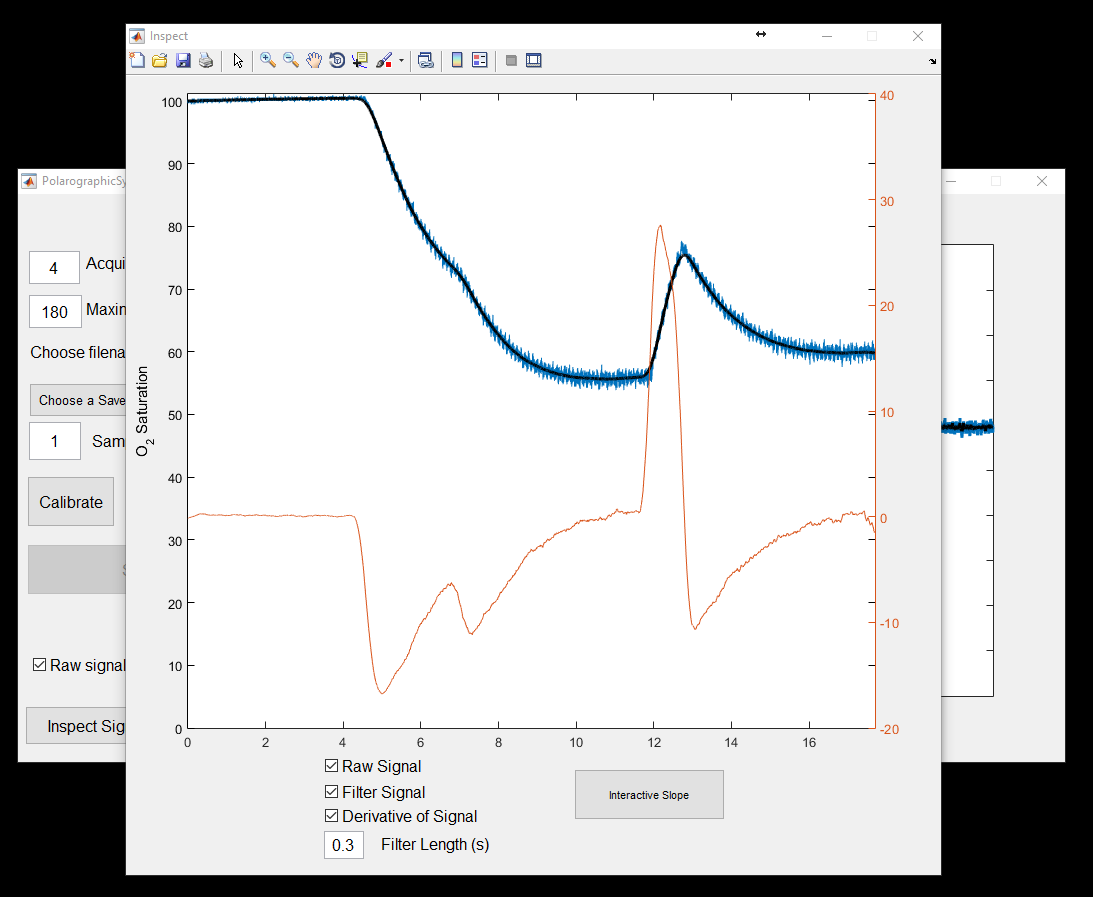 Inspect
100
90
80
70
60
50
40
30
20
10
0
O2 Saturation
40
30
20
10
0
-10
-20
0 2 4 6 8 10 12 14 16
Raw Signal
Filter Signal
Derivative of Signal
0.3 Filter Length (s)
Interactive Slope
PolarographicSy
4 Acqui
180 Maxin
Choose filena
Choose a Save
1 Sam
Calibrate
S
Raw signal
Inspect Sig